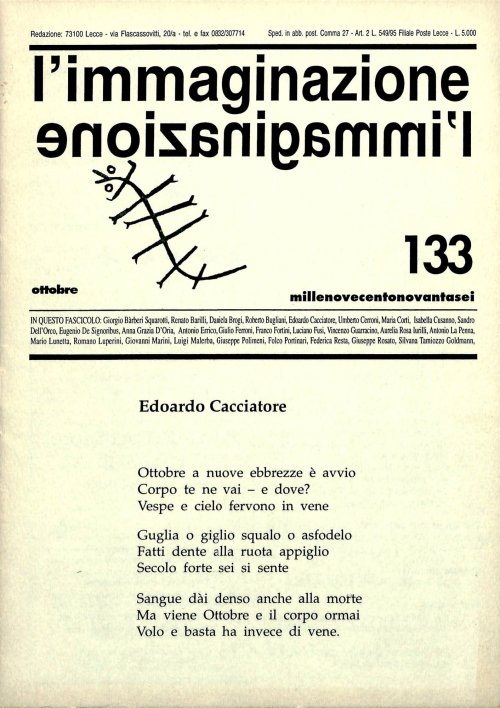 Redazione: 73100 Lecce - via Flascassovitti, 20/a - tel. e fax 0832/307714 Sped. in abb. post. Comma 27 - Art. 2 L. 549/95 Filiale Poste Lecce - L. 5.000
l'immaginazione
l'immaginazione
133
ottobre
millenovecentonovantasei
IN QUESTO FASCICOLO: Giorgio Bàrberi Squarotti, Renato Barilli, Daniela Brogi, Roberto Bugliani, Edoardo Cacciatore, Umberto Cerroni, Maria Corti, Isabella Cusanno, Sandro
Dell'Orco, Eugenio De Signoribus, Anna Grazia D'Oria, Antonio Errico, Giulio Ferroni, Franco Fortini, Luciano Fusi, Vincenzo Guarracino, Aurelia Rosa Iurilli, Antonio La Penna,
Mario Lunetta, Romano Luperini, Giovanni Marini, Luigi Malerba, Giuseppe Polimeni, Folco Portinari, Federica Resta, Giuseppe Rosato, Silvana Tamiozzo Goldmann,
Edoardo Cacciatore
Ottobre a nuove ebbrezze è avvio
Corpo te ne vai – e dove?
Vespe e cielo fervono in vene
Guglia o giglio squalo o asfodelo
Fatti dente alla ruota appiglio
Secolo forte sei si sente
Sangue dài denso anche alla morte
Ma viene Ottobre e il corpo ormai
Volo e basta ha invece di vene.